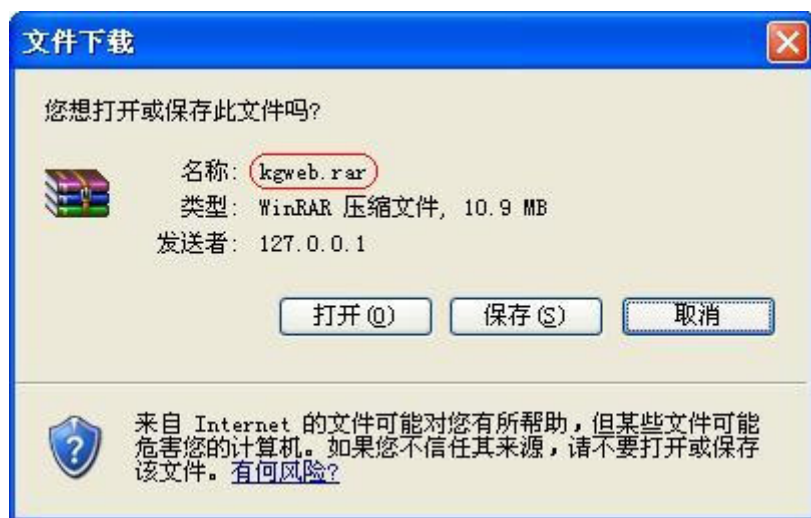 文件下载
您想打开或保存此文件吗?
名称: kgweb.rar
类型: WinRAR 压缩文件, 10.9 MB
发送者: 127.0.0.1
打开(O) 保存(S) 取消
来自 Internet 的文件可能对您有所帮助,但某些文件可能
危害您的计算机。如果您不信任其来源,请不要打开或保存
该文件。有何风险?